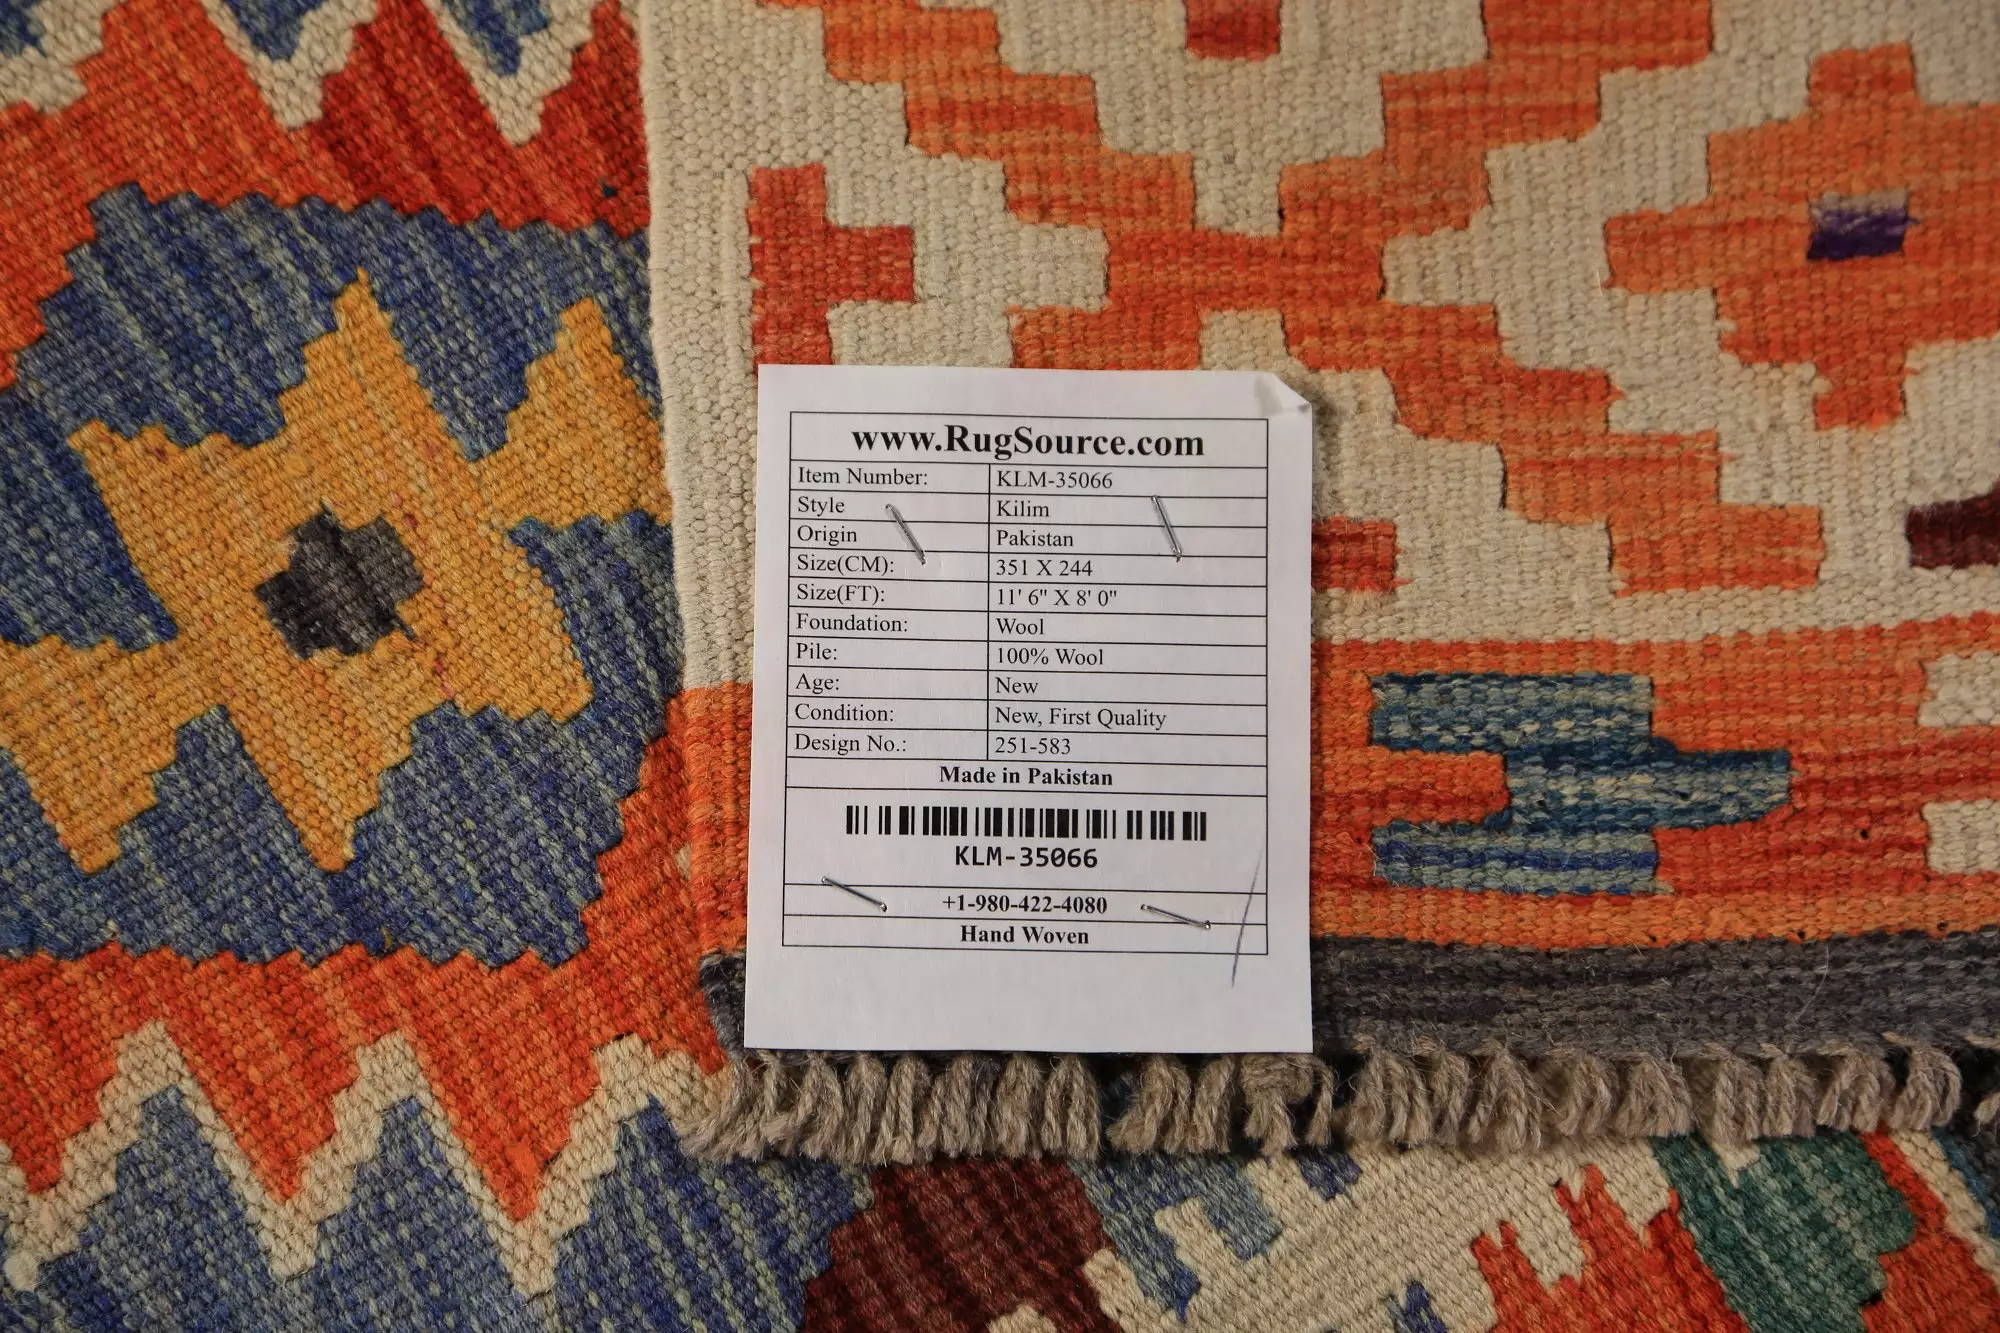 www.RugSource.com
Item Number: KLM-35066
Style Kilim
Origin Pakistan
Size(CM): 351 X 244
Size(FT): 11' 6" X 8' 0"
Foundation: Wool
Pile: 100% Wool
Age: New
Condition: New, First Quality
Design No.: 251-583
Made in Pakistan
KLM-35066
+1-980-422-4080
Hand Woven